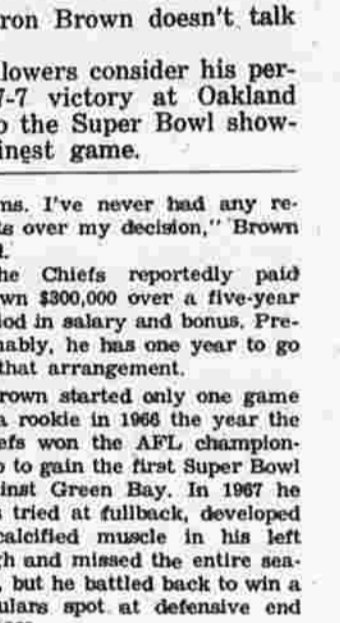 ron Brown doesn't talk
lowers consider his per-
7-7 victory at Oakland
o the Super Bowl show-
inest game.
ms. I've never had any re-
ts over my decision," Brown
d.
he Chiefs reportedly paid
wn $300,000 over a five-year
iod in salary and bonus. Pre-
mably, he has one year to go
that arrangement.
rown started only one game
a rookie in 1966 the year the
efs won the AFL champion-
p to gain the first Super Bowl
inst Green Bay. In 1967 he
s tried at fullback, developed
calcified muscle in his left
gh and missed the entire sea-
, but he battled back to win a
ulars spot at defensive end